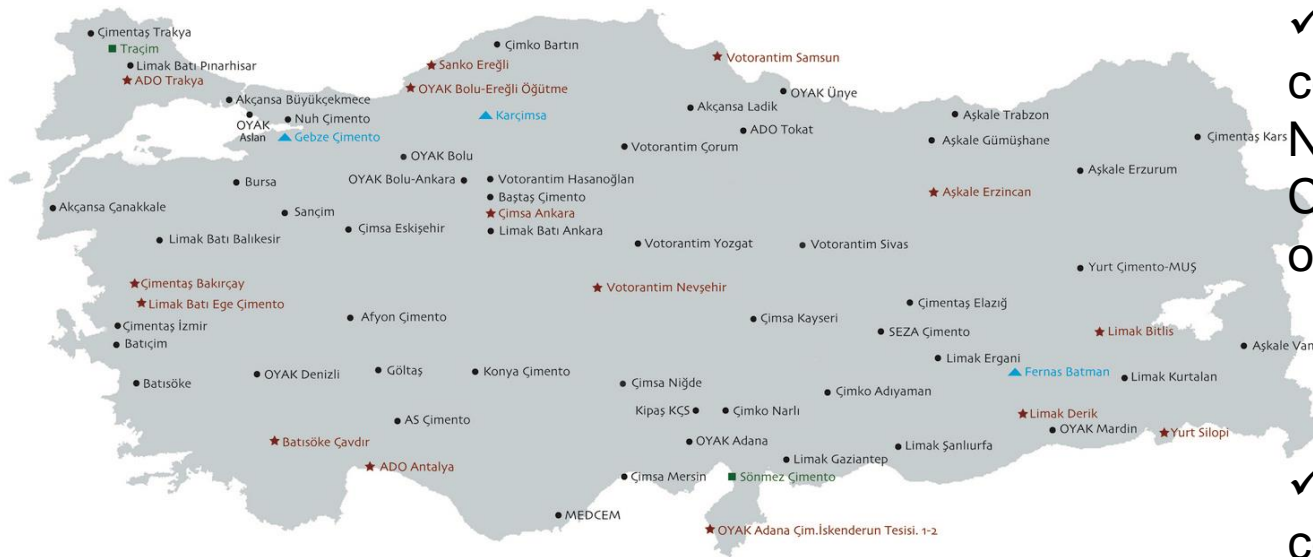 Çimentaş Trakya
Traçim
Limak Batı Pınarhisar
ADO Trakya
Akçansa Büyükçekmece
OYAK
Aslan
Nuh Çimento
Gebze Çimento
Çimko Bartın
Sanko Ereğli
OYAK Bolu-Ereğli Öğütme
Karçimsa
Votorantim Samsun
OYAK Ünye
Akçansa Ladik
ADO Tokat
Votorantim Çorum
Aşkale Trabzon
Aşkale Gümüşhane
Çimentaş Kars
Aşkale Erzurum
Aşkale Erzincan
OYAK Bolu
OYAK Bolu-Ankara
Votorantim Hasanoğlan
Baştaş Çimento
Çimsa Ankara
Limak Batı Ankara
Bursa
Akçansa Çanakkale
Sançim
Çimsa Eskişehir
Limak Batı Balıkesir
Votorantim Yozgat
Votorantim Sivas
Yurt Çimento-MUŞ
Çimentaş Bakırçay
Limak Batı Ege Çimento
Votorantim Nevşehir
Çimentaş Elazığ
Çimentaş İzmir
Afyon Çimento
Çimsa Kayseri
SEZA Çimento
Limak Bitlis
Batıçim
Aşkale Van
Limak Ergani
Batısöke
OYAK Denizli
Göltaş
Konya Çimento
Çimsa Niğde
Fernas Batman
Limak Kurtalan
Çimko Adıyaman
Kipaş KÇS
Çimko Narlı
Limak Derik
AS Çimento
OYAK Mardin
Yurt Silopi
Batısöke Çavdır
OYAK Adana
Limak Şanlıurfa
ADO Antalya
Limak Gaziantep
Çimsa Mersin
Sönmez Çimento
MEDCEM
OYAK Adana Çim.İskenderun Tesisi. 1-2
✓
c
N
o
✓
c